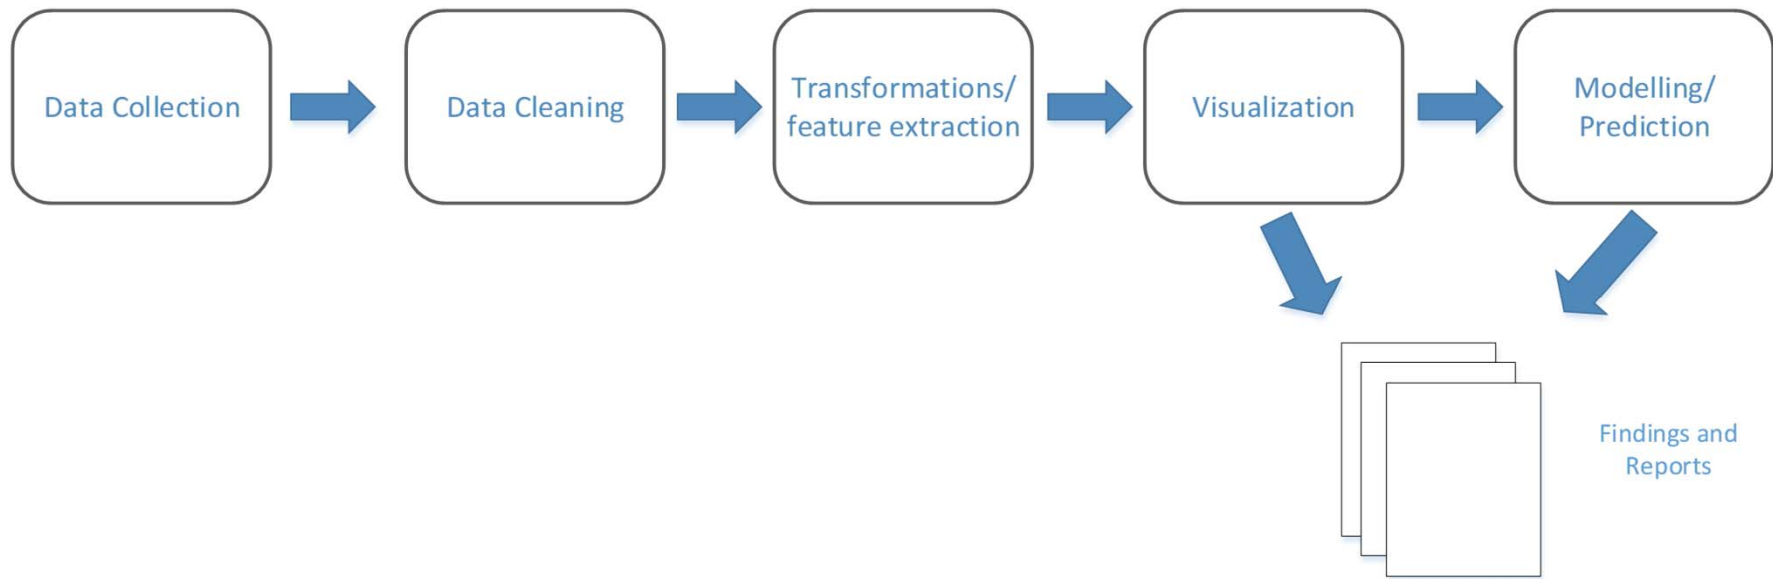 Data Collection
Data Cleaning
Transformations/
feature extraction
Visualization
Modelling/
Prediction
Findings and
Reports